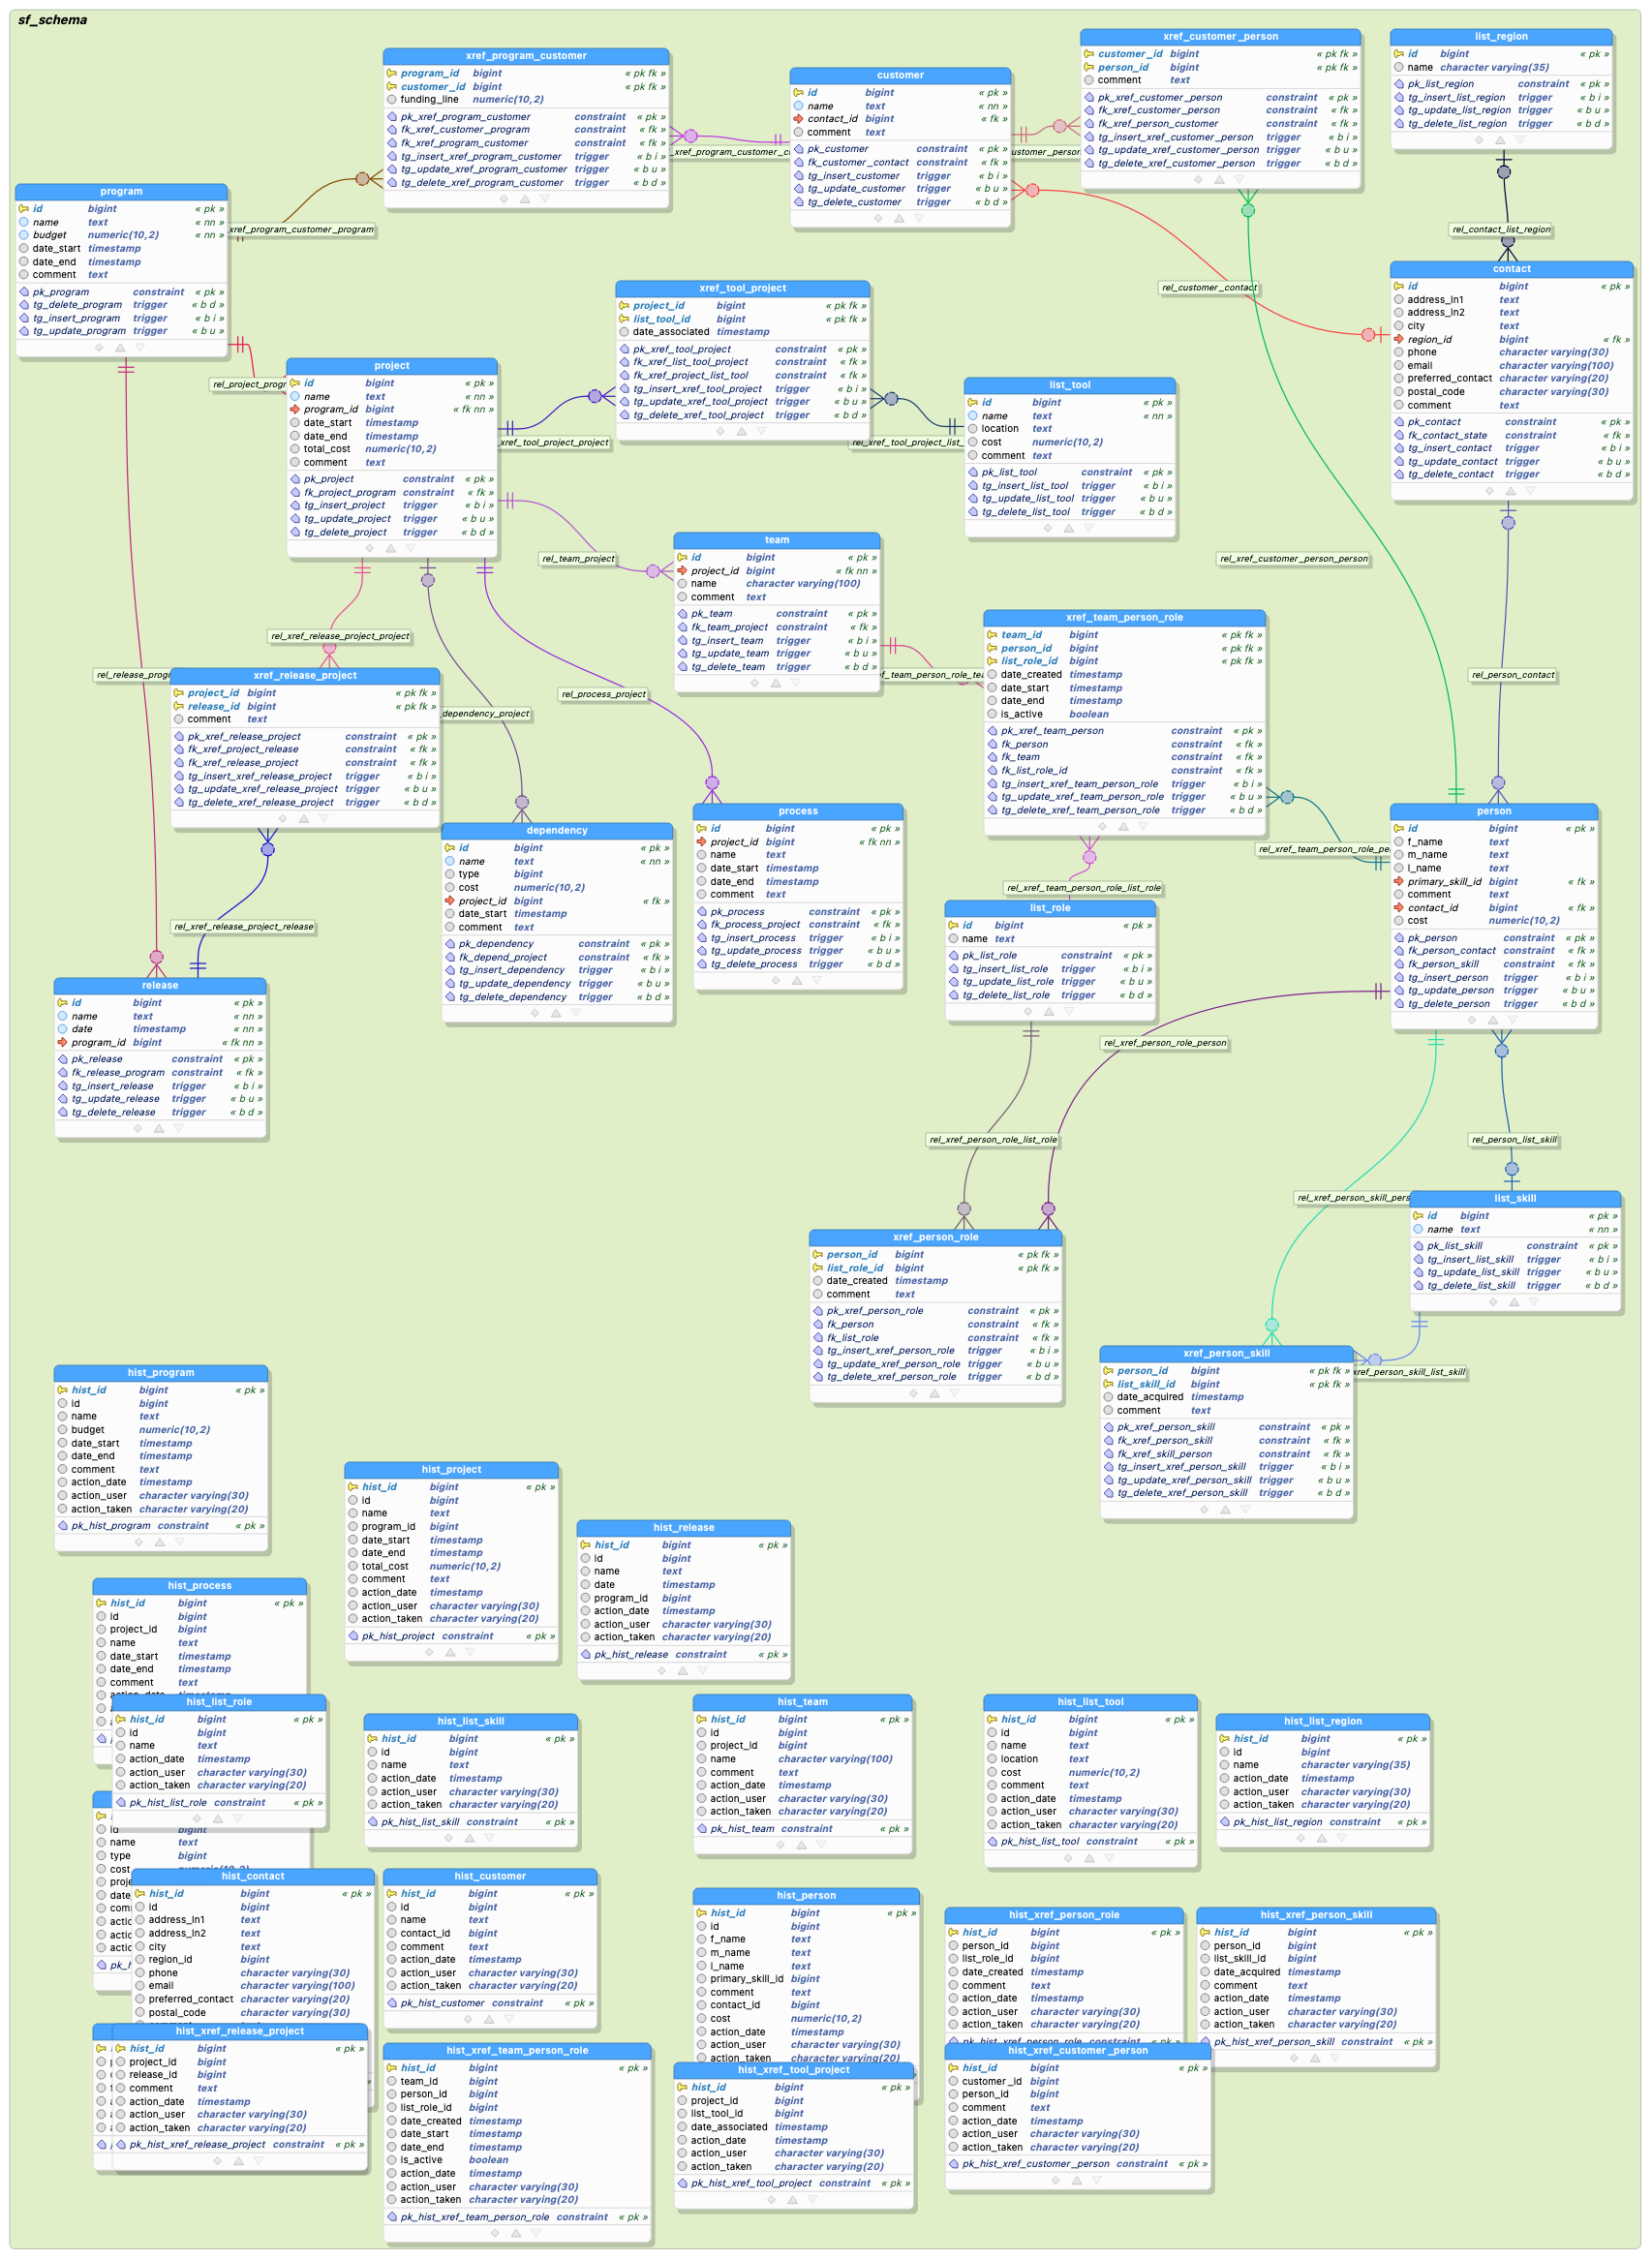 sf_schema
xref_program_customer
program_id bigint « pk fk »
customer_id bigint « pk fk »
funding_line numeric(10,2)
pk_xref_program_customer constraint « pk »
fk_xref_customer_program constraint « fk »
fk_xref_program_customer constraint « fk »
tg_insert_xref_program_customer trigger « b i »
tg_update_xref_program_customer trigger « b u »
tg_delete_xref_program_customer trigger « b d »
customer
id bigint « pk »
name text « nn »
contact_id bigint « fk »
comment text
pk_customer constraint « pk »
fk_customer_contact constraint « fk »
tg_insert_customer trigger « b i »
tg_update_customer trigger « b u »
tg_delete_customer trigger « b d »
xref_customer_person
customer_id bigint « pk fk »
person_id bigint « pk fk »
comment text
pk_xref_customer_person constraint « pk »
fk_xref_customer_person constraint « fk »
fk_xref_person_customer constraint « fk »
tg_insert_xref_customer_person trigger « b i »
tg_update_xref_customer_person trigger « b u »
tg_delete_xref_customer_person trigger « b d »
list_region
id bigint « pk »
name character varying(35)
pk_list_region constraint « pk »
tg_insert_list_region trigger « b i »
tg_update_list_region trigger « b u »
tg_delete_list_region trigger « b d »
_xref_program_customer_c
customer_person
xref_program_customer_program
rel_contact_list_region
rel_customer_contact
program
id bigint « pk »
name text « nn »
budget numeric(10,2) « nn »
date_start timestamp
date_end timestamp
comment text
pk_program constraint « pk »
tg_delete_program trigger « b d »
tg_insert_program trigger « b i »
tg_update_program trigger « b u »
contact
id bigint « pk »
address_ln1 text
address_ln2 text
city text
region_id bigint « fk »
phone character varying(30)
email character varying(100)
preferred_contact character varying(20)
postal_code character varying(30)
comment text
pk_contact constraint « pk »
fk_contact_state constraint « fk »
tg_insert_contact trigger « b i »
tg_update_contact trigger « b u »
tg_delete_contact trigger « b d »
xref_tool_project
project_id bigint « pk fk »
list_tool_id bigint « pk fk »
date_associated timestamp
pk_xref_tool_project constraint « pk »
fk_xref_list_tool_project constraint « fk »
fk_xref_project_list_tool constraint « fk »
tg_insert_xref_tool_project trigger « b i »
tg_update_xref_tool_project trigger « b u »
tg_delete_xref_tool_project trigger « b d »
rel_project_progr
project
id bigint « pk »
name text « nn »
program_id bigint « fk nn »
date_start timestamp
date_end timestamp
total_cost numeric(10,2)
comment text
pk_project constraint « pk »
fk_project_program constraint « fk »
tg_insert_project trigger « b i »
tg_update_project trigger « b u »
tg_delete_project trigger « b d »
_xref_tool_project_project
rel_xref_tool_project_list_
list_tool
id bigint « pk »
name text « nn »
location text
cost numeric(10,2)
comment text
pk_list_tool constraint « pk »
tg_insert_list_tool trigger « b i »
tg_update_list_tool trigger « b u »
tg_delete_list_tool trigger « b d »
rel_team_project
rel_xref_customer_person_person
team
id bigint « pk »
project_id bigint « fk nn »
name character varying(100)
comment text
pk_team constraint « pk »
fk_team_project constraint « fk »
tg_insert_team trigger « b i »
tg_update_team trigger « b u »
tg_delete_team trigger « b d »
xref_team_person_role
team_id bigint « pk fk »
person_id bigint « pk fk »
list_role_id bigint « pk fk »
date_created timestamp
date_start timestamp
date_end timestamp
is_active boolean
pk_xref_team_person constraint « pk »
fk_person constraint « fk »
fk_team constraint « fk »
fk_list_role_id constraint « fk »
tg_insert_xref_team_person_role trigger « b i »
tg_update_xref_team_person_role trigger « b u »
tg_delete_xref_team_person_role trigger « b d »
rel_xref_release_project_project
rel_release_progr
rel_process_project
ef_team_person_role_tea
rel_person_contact
_dependency_project
xref_release_project
project_id bigint « pk fk »
release_id bigint « pk fk »
comment text
pk_xref_release_project constraint « pk »
fk_xref_project_release constraint « fk »
fk_xref_release_project constraint « fk »
tg_insert_xref_release_project trigger « b i »
tg_update_xref_release_project trigger « b u »
tg_delete_xref_release_project trigger « b d »
dependency
id bigint « pk »
name text « nn »
type bigint
cost numeric(10,2)
project_id bigint « fk »
date_start timestamp
comment text
pk_dependency constraint « pk »
fk_depend_project constraint « fk »
tg_insert_dependency trigger « b i »
tg_update_dependency trigger « b u »
tg_delete_dependency trigger « b d »
process
id bigint « pk »
project_id bigint « fk nn »
name text
date_start timestamp
date_end timestamp
comment text
pk_process constraint « pk »
fk_process_project constraint « fk »
tg_insert_process trigger « b i »
tg_update_process trigger « b u »
tg_delete_process trigger « b d »
rel_xref_team_person_role_pe
rel_xref_team_person_role_list_role
list_role
id bigint « pk »
name text
pk_list_role constraint « pk »
tg_insert_list_role trigger « b i »
tg_update_list_role trigger « b u »
tg_delete_list_role trigger « b d »
person
id bigint « pk »
f_name text
m_name text
l_name text
primary_skill_id bigint « fk »
comment text
contact_id bigint « fk »
cost numeric(10,2)
pk_person constraint « pk »
fk_person_contact constraint « fk »
fk_person_skill constraint « fk »
tg_insert_person trigger « b i »
tg_update_person trigger « b u »
tg_delete_person trigger « b d »
rel_xref_release_project_release
release
id bigint « pk »
name text « nn »
date timestamp « nn »
program_id bigint « fk nn »
pk_release constraint « pk »
fk_release_program constraint « fk »
tg_insert_release trigger « b i »
tg_update_release trigger « b u »
tg_delete_release trigger « b d »
rel_xref_person_role_person
rel_xref_person_role_list_role
rel_person_list_skill
rel_xref_person_skill_pers
list_skill
id bigint « pk »
name text « nn »
pk_list_skill constraint « pk »
tg_insert_list_skill trigger « b i »
tg_update_list_skill trigger « b u »
tg_delete_list_skill trigger « b d »
xref_person_role
person_id bigint « pk fk »
list_role_id bigint « pk fk »
date_created timestamp
comment text
pk_xref_person_role constraint « pk »
fk_person constraint « fk »
fk_list_role constraint « fk »
tg_insert_xref_person_role trigger « b i »
tg_update_xref_person_role trigger « b u »
tg_delete_xref_person_role trigger « b d »
xref_person_skill
person_id bigint « pk fk »
list_skill_id bigint « pk fk »
date_acquired timestamp
comment text
pk_xref_person_skill constraint « pk »
fk_xref_person_skill constraint « fk »
fk_xref_skill_person constraint « fk »
tg_insert_xref_person_skill trigger « b i »
tg_update_xref_person_skill trigger « b u »
tg_delete_xref_person_skill trigger « b d »
xref_person_skill_list_skill
hist_program
hist_id bigint « pk »
id bigint
name text
budget numeric(10,2)
date_start timestamp
date_end timestamp
comment text
action_date timestamp
action_user character varying(30)
action_taken character varying(20)
pk_hist_program constraint « pk »
hist_project
hist_id bigint « pk »
id bigint
name text
program_id bigint
date_start timestamp
date_end timestamp
total_cost numeric(10,2)
comment text
action_date timestamp
action_user character varying(30)
action_taken character varying(20)
pk_hist_project constraint « pk »
hist_release
hist_id bigint « pk »
id bigint
name text
date timestamp
program_id bigint
action_date timestamp
action_user character varying(30)
action_taken character varying(20)
pk_hist_release constraint « pk »
hist_process
hist_id bigint « pk »
id bigint
project_id bigint
name text
date_start timestamp
date_end timestamp
comment text
action_date timestamp
hist_list_role
hist_id bigint « pk »
id bigint
name text
action_date timestamp
action_user character varying(30)
action_taken character varying(20)
pk_hist_list_role constraint « pk »
hist_list_skill
hist_id bigint « pk »
id bigint
name text
action_date timestamp
action_user character varying(30)
action_taken character varying(20)
pk_hist_list_skill constraint « pk »
hist_team
hist_id bigint « pk »
id bigint
project_id bigint
name character varying(100)
comment text
action_date timestamp
action_user character varying(30)
action_taken character varying(20)
pk_hist_team constraint « pk »
hist_list_tool
hist_id bigint « pk »
id bigint
name text
location text
cost numeric(10,2)
comment text
action_date timestamp
action_user character varying(30)
action_taken character varying(20)
pk_hist_list_tool constraint « pk »
hist_list_region
hist_id bigint « pk »
id bigint
name character varying(35)
action_date timestamp
action_user character varying(30)
action_taken character varying(20)
pk_hist_list_region constraint « pk »
id bigint
name text
type bigint
cost numeric(10,2)
proje
date_
com
actio
actic
actic
pk_h
hist_contact
hist_id bigint « pk »
id bigint
address_ln1 text
address_ln2 text
city text
region_id bigint
phone character varying(30)
email character varying(100)
preferred_contact character varying(20)
postal_code character varying(30)
hist_customer
hist_id bigint « pk »
id bigint
name text
contact_id bigint
comment text
action_date timestamp
action_user character varying(30)
action_taken character varying(20)
pk_hist_customer constraint « pk »
hist_person
hist_id bigint « pk »
id bigint
f_name text
m_name text
l_name text
primary_skill_id bigint
comment text
contact_id bigint
cost numeric(10,2)
action_date timestamp
action_user character varying(30)
action_taken character varying(20)
hist_xref_person_role
hist_id bigint « pk »
person_id bigint
list_role_id bigint
date_created timestamp
comment text
action_date timestamp
action_user character varying(30)
action_taken character varying(20)
pk_hist_xref_person_role constraint « pk »
hist_xref_person_skill
hist_id bigint « pk »
person_id bigint
list_skill_id bigint
date_acquired timestamp
comment text
action_date timestamp
action_user character varying(30)
action_taken character varying(20)
pk_hist_xref_person_skill constraint « pk »
hist_xref_release_project
hist_id bigint « pk »
project_id bigint
release_id bigint
comment text
action_date timestamp
action_user character varying(30)
action_taken character varying(20)
pk_hist_xref_release_project constraint « pk »
hist_xref_team_person_role
hist_id bigint « pk »
team_id bigint
person_id bigint
list_role_id bigint
date_created timestamp
date_start timestamp
date_end timestamp
is_active boolean
action_date timestamp
action_user character varying(30)
action_taken character varying(20)
pk_hist_xref_team_person_role constraint « pk »
hist_xref_tool_project
hist_id bigint « pk »
project_id bigint
list_tool_id bigint
date_associated timestamp
action_date timestamp
action_user character varying(30)
action_taken character varying(20)
pk_hist_xref_tool_project constraint « pk »
hist_xref_customer_person
hist_id bigint « pk »
customer_id bigint
person_id bigint
comment text
action_date timestamp
action_user character varying(30)
action_taken character varying(20)
pk_hist_xref_customer_person constraint « pk »